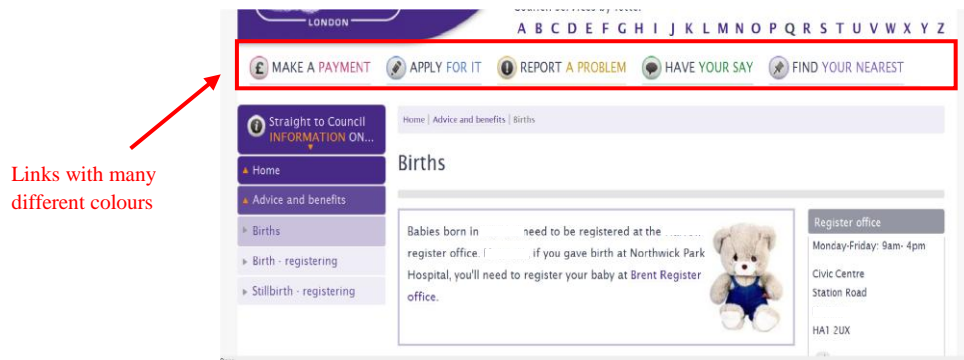 LONDON
A B C D E F G H I J K L M N O P Q R S T U V W X Y Z
MAKE A PAYMENT APPLY FOR IT REPORT A PROBLEM HAVE YOUR SAY FIND YOUR NEAREST
Straight to Council
INFORMATION ON...
Home | Advice and benefits | Births
Links with many
different colours
Home
Births
Advice and benefits
Births
Birth - registering
Stillbirth - registering
Babies born in need to be registered at the
register office. , if you gave birth at Northwick Park
Hospital, you'll need to register your baby at Brent Register
office.
Register office
Monday-Friday: 9am- 4pm
Civic Centre
Station Road
HA1 2UX